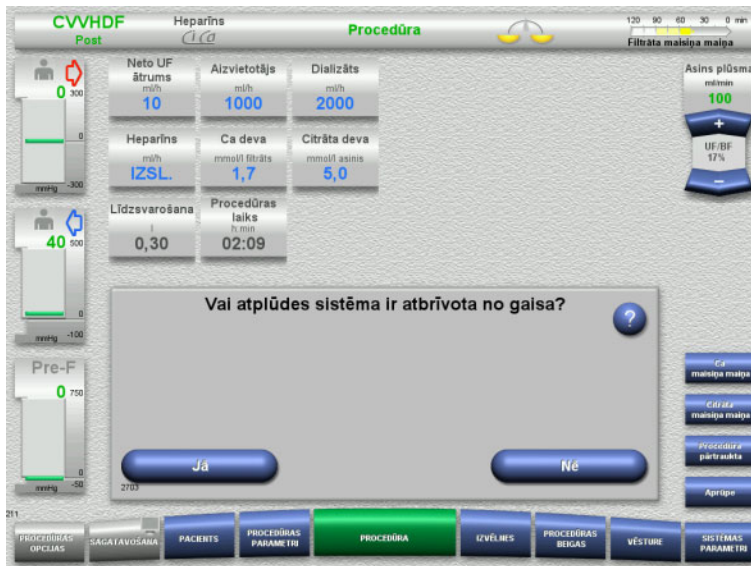 CVVHDF
Post
Heparīns
CiCa
Procedūra
120 90 60 30 0 min
Filtrāta maisiņa maiņa
0
300
0
mmHg
-300
40
500
0
mmHg
-100
Pre-F
0
750
0
mmHg
-50
Neto UF
ātrums
ml/h
10
Aizvietotājs
ml/h
1000
Dializāts
ml/h
2000
Heparīns
ml/h
IZSL.
Ca deva
mmol/l filtrāts
1,7
Citrāta deva
mmol/l asinis
5,0
Līdzsvarošana
l
0,30
Procedūras
laiks
h:min
02:09
Asins plūsma
ml/min
100
+
UF/BF
17%
−
Vai atplūdes sistēma ir atbrīvota no gaisa?
?
Jā
Nē
2703
Ca
maisiņa maiņa
Citrāta
maisiņa maiņa
Procedūra
pārtraukta
Aprūpe
211
PROCEDŪRAS
OPCIJAS
SAGATAVOŠANA
PACIENTS
PROCEDŪRAS
PARAMETRI
PROCEDŪRA
IZVĒLNES
PROCEDŪRAS
BEIGAS
VĒSTURE
SISTĒMAS
PARAMETRI